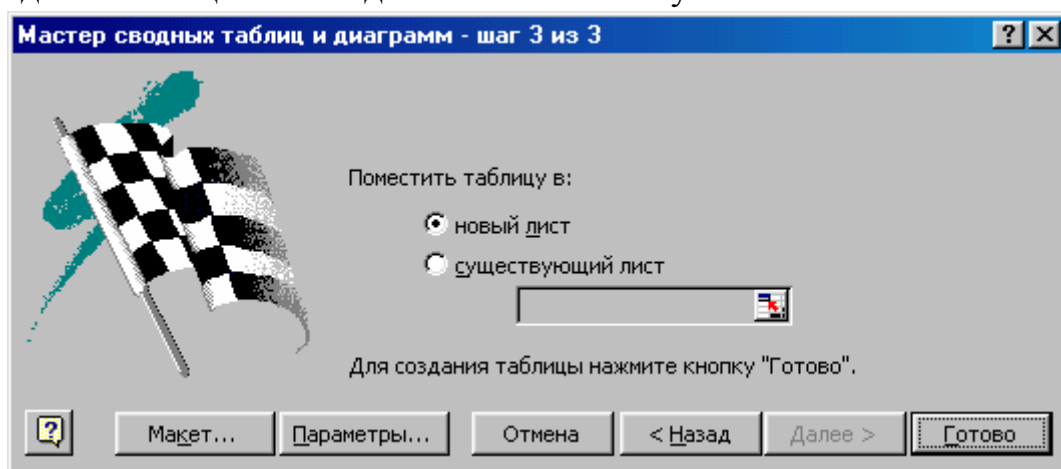 Мастер сводных таблиц и диаграмм - шаг 3 из 3
Поместить таблицу в:
новый лист
существующий лист
Для создания таблицы нажмите кнопку "Готово".
Макет... Параметры... Отмена < Назад Далее > Готово